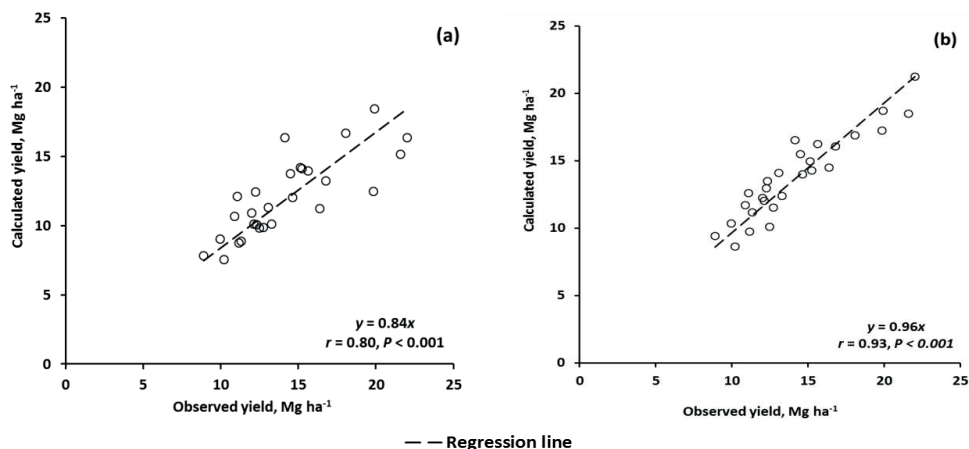 (a)
Calculated yield, Mg ha⁻¹
25
20
15
10
5
0
y = 0.84x
r = 0.80, P < 0.001
0 5 10 15 20 25
Observed yield, Mg ha⁻¹
(b)
Calculated yield, Mg ha⁻¹
25
20
15
10
5
0
y = 0.96x
r = 0.93, P < 0.001
0 5 10 15 20 25
Observed yield, Mg ha⁻¹
Regression line